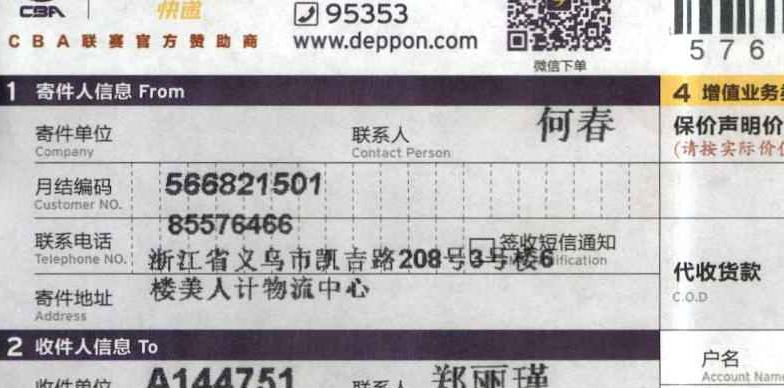 CBA 快递 95353
CBA联赛官方赞助商 www.deppon.com
微信下单 576
1 寄件人信息 From
4 增值业务
寄件单位 联系人 何春
Company Contact Person
保价声明价
(请按实际价
月结编码 566821501
Customer NO.
85576466
联系电话 签收短信通知
Telephone NO. 浙江省义乌市凯吉路208号3号楼6
代收货款
C.O.D
寄件地址 楼美人计物流中心
Address
2 收件人信息 To
户名
Account Name
收件单位 A144751 联系人 郑丽瑾